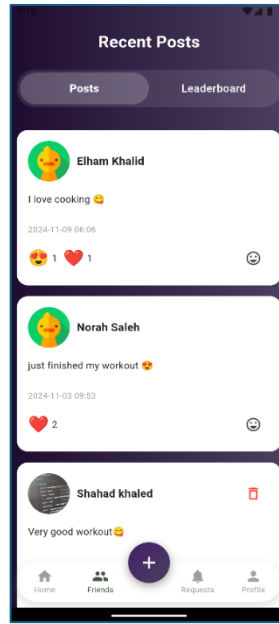 Recent Posts
Posts Leaderboard
Elham Khalid
I love cooking 😋
2024-11-09 06:06
😍 1 ❤️ 1
Norah Saleh
just finished my workout 😍
2024-11-03 09:53
❤️ 2
Shahad khaled
Very good workout😋
+
Home Friends Requests Profile